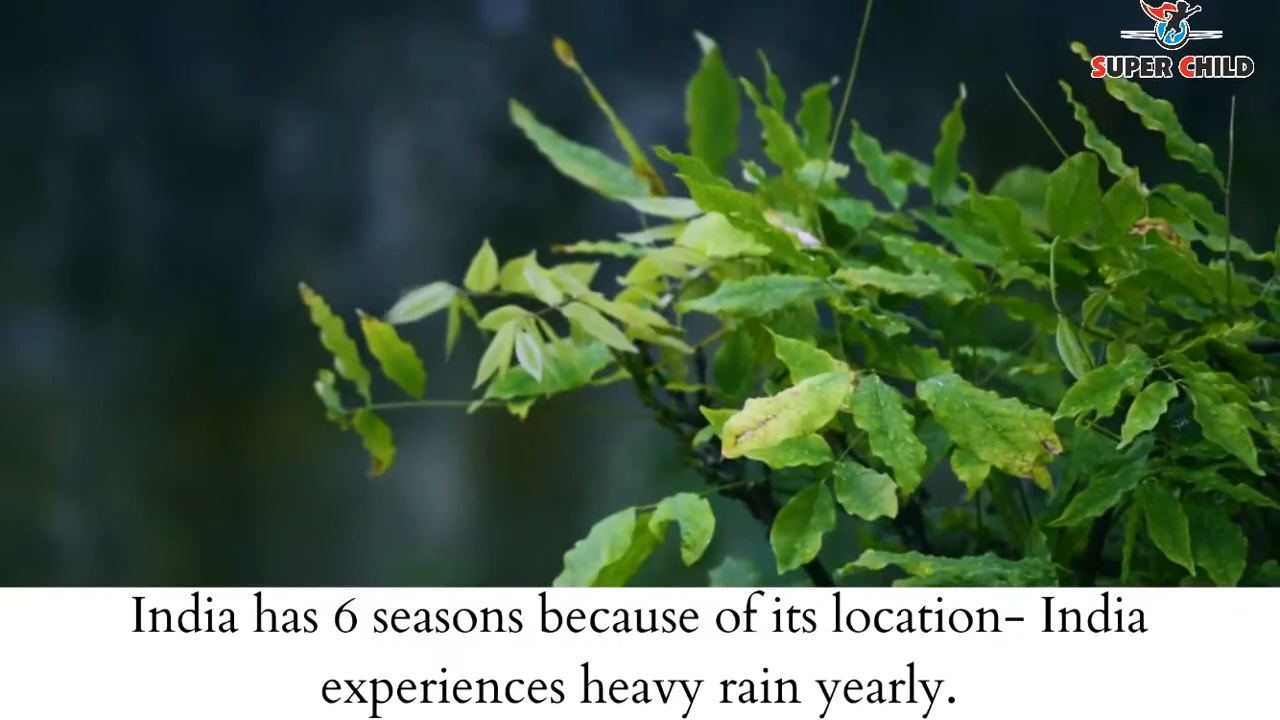 SUPER CHILD
India has 6 seasons because of its location- India
experiences heavy rain yearly.